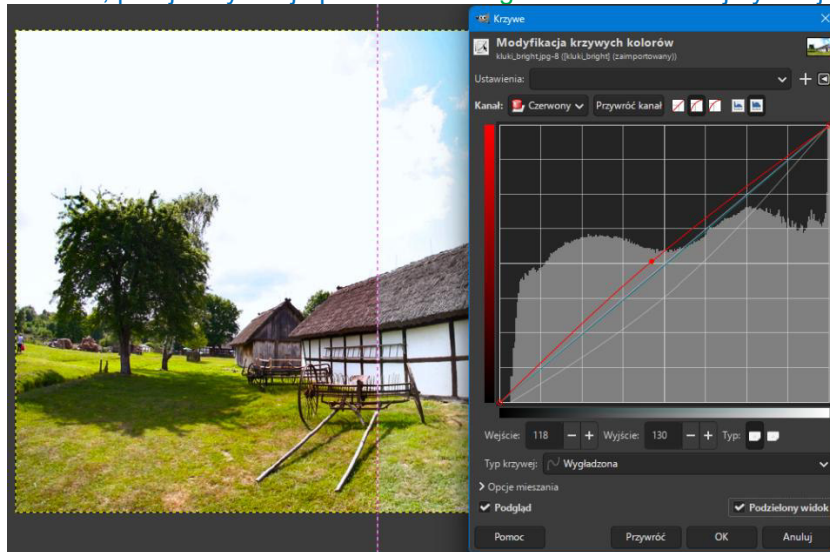 Krzywe
Modyfikacja krzywych kolorów
kluki_bright.jpg-8 ([kluki_bright] (zaimportowany))
Ustawienia:
Kanał: Czerwony Przywróć kanał
Wejście: 118 - + Wyjście: 130 - + Typ:
Typ krzywej: Wygładzona
Opcje mieszania
Podgląd Podzielony widok
Pomoc Przywróć OK Anuluj